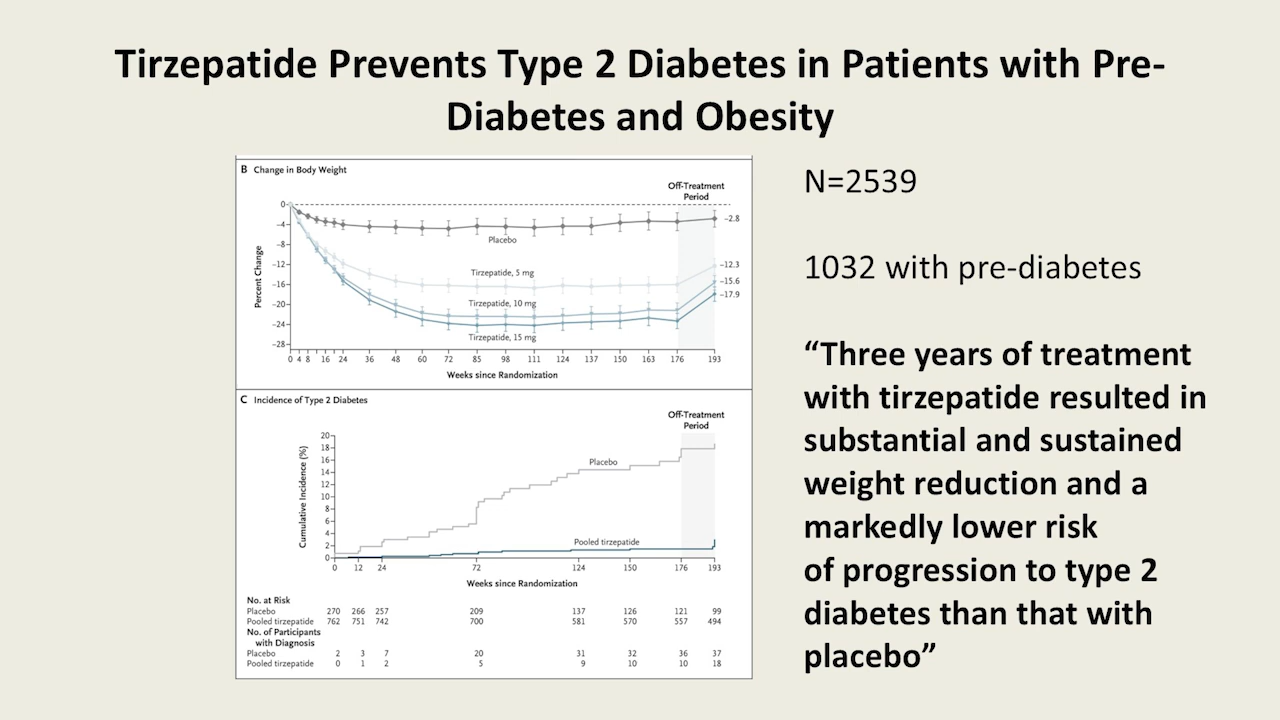 Tirzepatide Prevents Type 2 Diabetes in Patients with Pre-
Diabetes and Obesity
B Change in Body Weight
Off-Treatment
Period
0
-4
-8
-12
-16
-20
-24
-28
Percent Change
Placebo
Tirzepatide, 5 mg
Tirzepatide, 10 mg
Tirzepatide, 15 mg
-2.8
-12.3
-15.6
-17.9
0 4 8 16 24 36 48 60 72 85 98 111 124 137 150 163 176 193
Weeks since Randomization
C Incidence of Type 2 Diabetes
Off-Treatment
Period
20
18
16
14
12
10
8
6
4
2
0
Cumulative Incidence (%)
Placebo
Pooled tirzepatide
0 12 24 72 124 150 176 193
Weeks since Randomization
No. at Risk
Placebo 270 266 257 209 137 126 121 99
Pooled tirzepatide 762 751 742 700 581 570 557 494
No. of Participants
with Diagnosis
Placebo 2 3 7 20 31 32 36 37
Pooled tirzepatide 0 1 2 5 9 10 10 18
N=2539
1032 with pre-diabetes
“Three years of treatment
with tirzepatide resulted in
substantial and sustained
weight reduction and a
markedly lower risk
of progression to type 2
diabetes than that with
placebo”